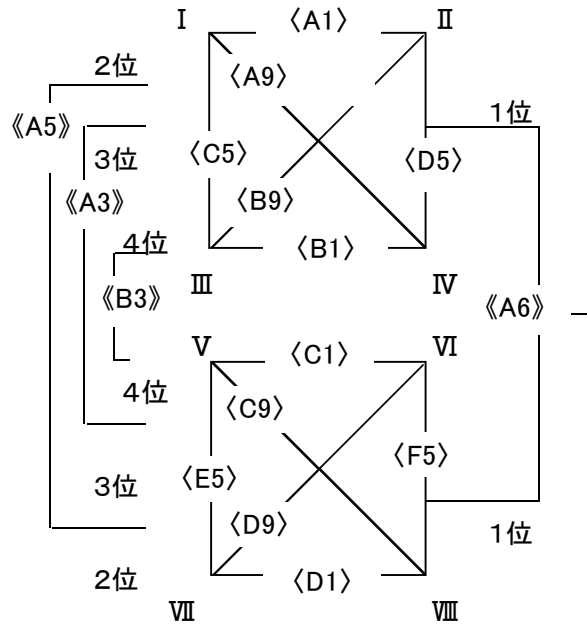 Ⅰ 〈A1〉 Ⅱ
2位 〈A9〉
《A5》 1位
3位 〈C5〉 〈D5〉
《A3》 〈B9〉
4位 〈B1〉
《B3》 Ⅲ Ⅳ 《A6》
Ⅴ 〈C1〉 Ⅵ
4位 〈C9〉
〈E5〉 〈F5〉
3位 〈D9〉 1位
2位 〈D1〉
Ⅶ Ⅷ